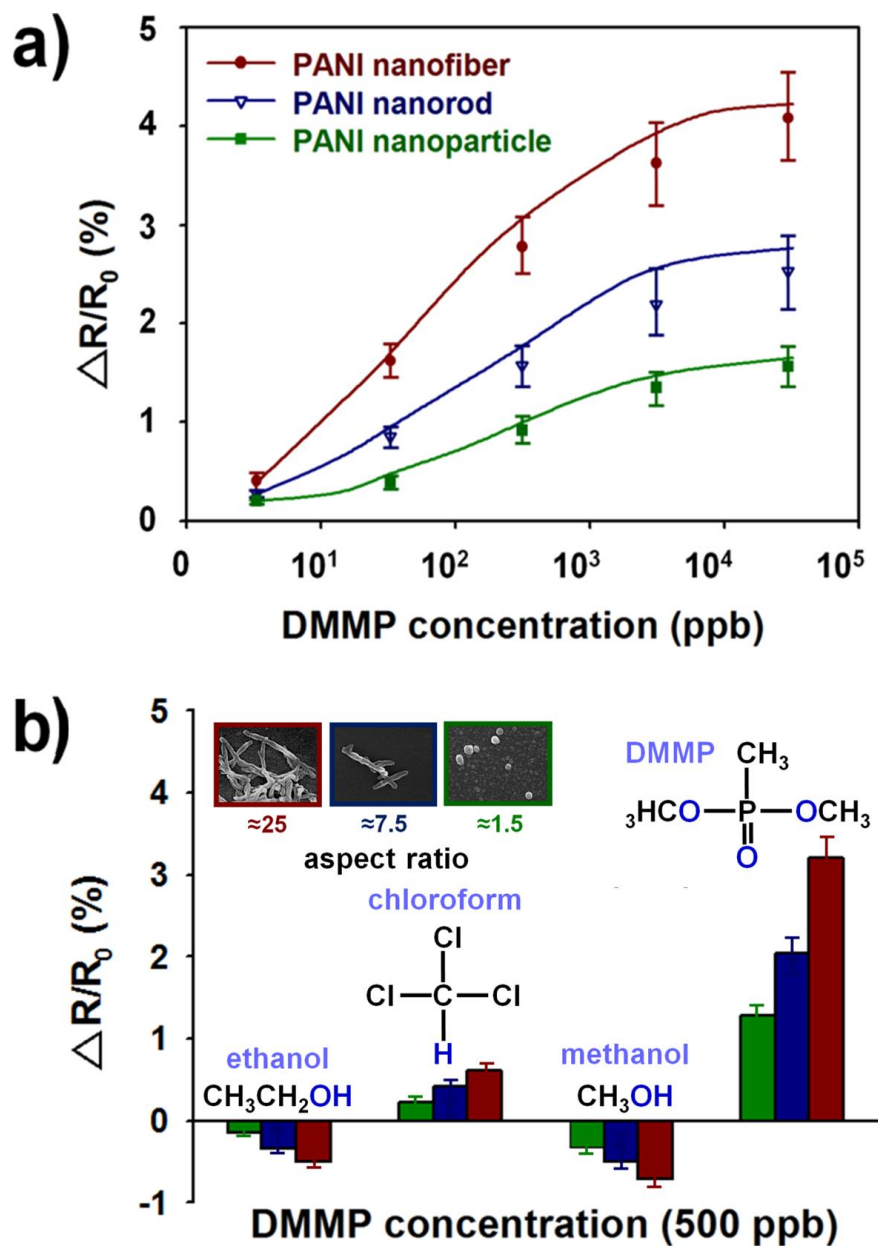 a)
5
4
3
2
1
0
△R/R₀ (%)
PANI nanofiber
PANI nanorod
PANI nanoparticle
0 10¹ 10² 10³ 10⁴ 10⁵
DMMP concentration (ppb)
b)
5
4
3
2
1
0
-1
△R/R₀ (%)
≈25 ≈7.5 ≈1.5
aspect ratio
DMMP
CH₃
₃HCO P OCH₃
O
chloroform
Cl
Cl C Cl
H
ethanol
CH₃CH₂OH
methanol
CH₃OH
DMMP concentration (500 ppb)